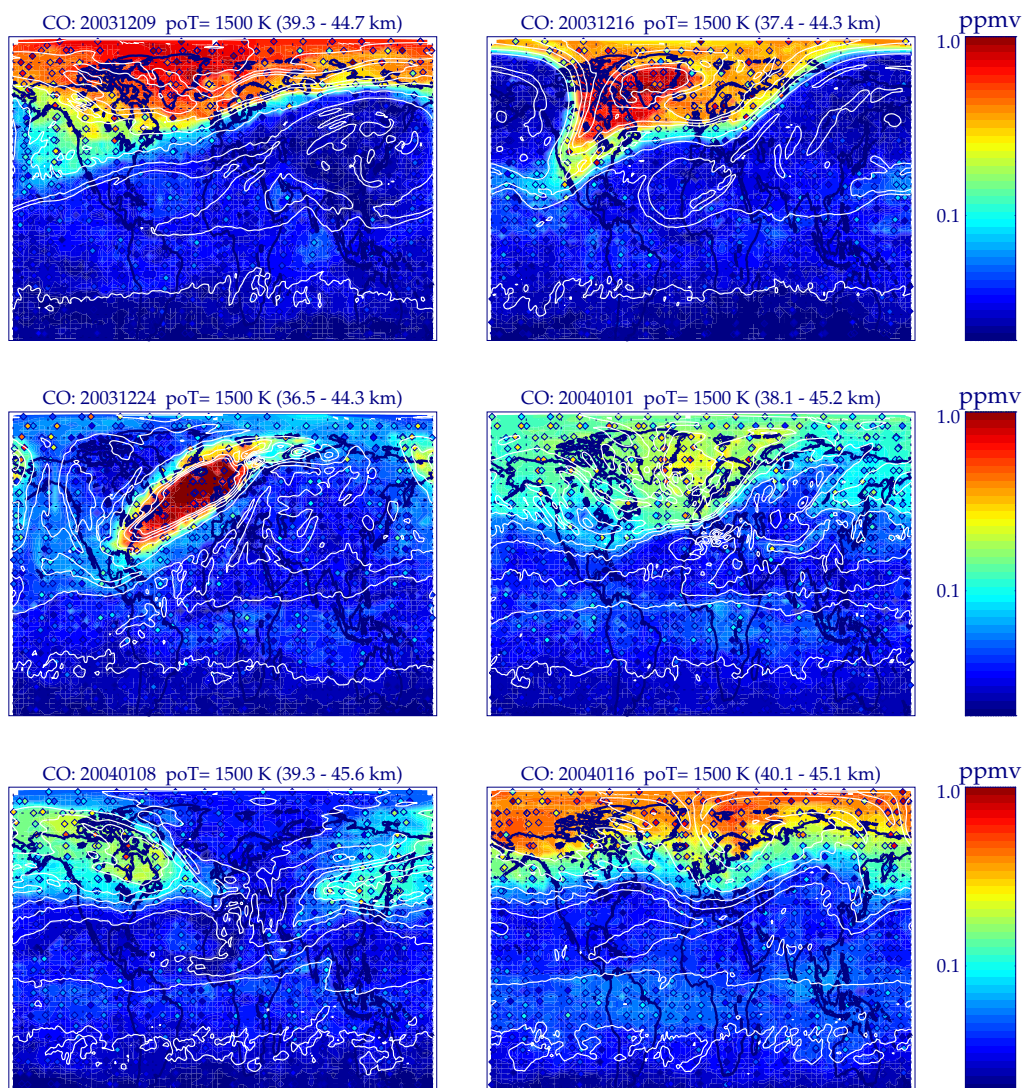 CO: 20031209 poT= 1500 K (39.3 - 44.7 km)
CO: 20031216 poT= 1500 K (37.4 - 44.3 km)
ppmv
1.0
0.1
CO: 20031224 poT= 1500 K (36.5 - 44.3 km)
CO: 20040101 poT= 1500 K (38.1 - 45.2 km)
ppmv
1.0
0.1
CO: 20040108 poT= 1500 K (39.3 - 45.6 km)
CO: 20040116 poT= 1500 K (40.1 - 45.1 km)
ppmv
1.0
0.1